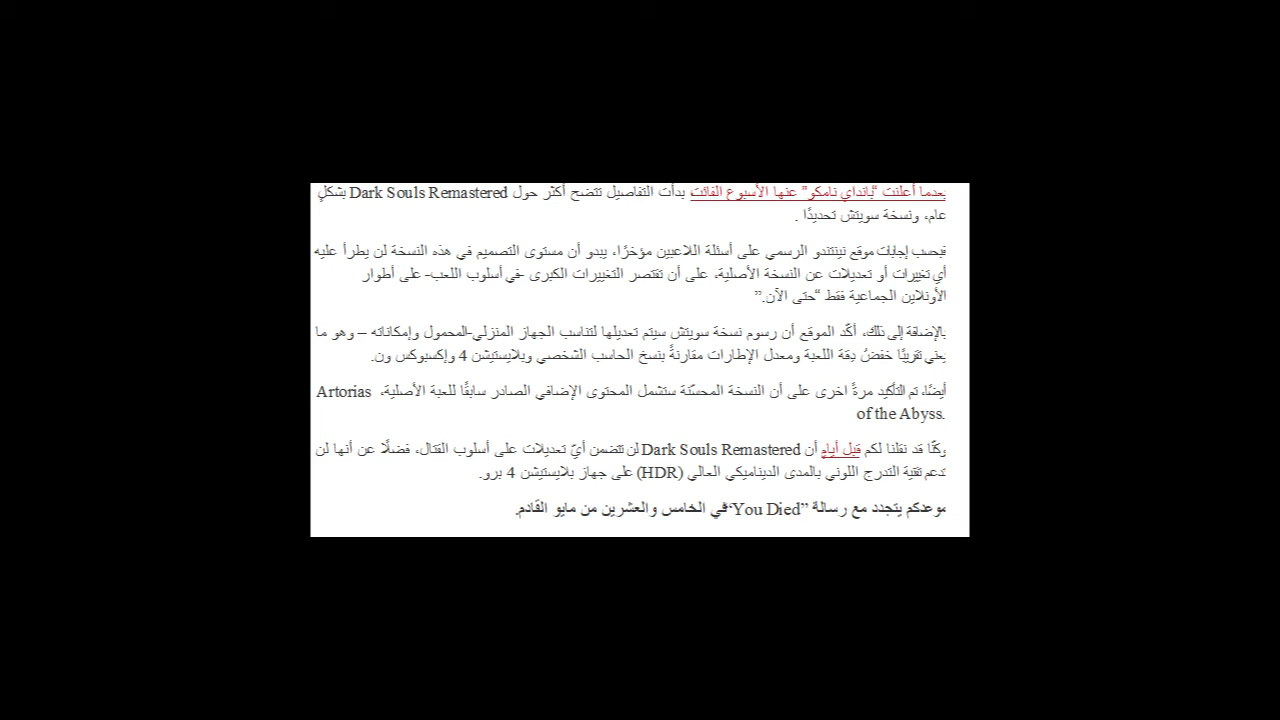 بعدما أعلنت “بانداي نامكو” عنها الأسبوع الفائت، بدأت التفاصيل تتضح أكثر حول Dark Souls Remastered بشكلٍ
عام، ونسخة سويتش تحديدًا .
فبحسب إجابات موقع نينتندو الرسمي على أسئلة اللاعبين مؤخرًا، يبدو أن مستوى التصميم في هذه النسخة لن يطرأ عليه
أي تغييرات أو تعديلات عن النسخة الأصلية، على أن تقتصر التغييرات الكبرى -في أسلوب اللعب- على أطوار
الأونلاين الجماعية فقط “حتى الآن.”
بالإضافة إلى ذلك، أكّد الموقع أن رسوم نسخة سويتش سيتم تعديلها لتناسب الجهاز المنزلي-المحمول وإمكاناته – وهو ما
يعني تقريبًا خفضُ دِقة اللعبة ومعدل الإطارات مقارنةً بنسخ الحاسب الشخصي وبلايستيشن 4 وإكسبوكس ون.
أيضًا، تم التأكيد مرةً اخرى على أن النسخة المحسّنة ستشمل المحتوى الإضافي الصادر سابقًا للعبة الأصلية، Artorias
of the Abyss.
وكنّا قد نقلنا لكم قبل أيامٍ أن Dark Souls Remastered لن تتضمن أيّ تعديلات على أسلوب القتال، فضلًا عن أنها لن
تدعم تقنية التدرج اللوني بالمدى الديناميكي العالي (HDR) على جهاز بلايستيشن 4 برو.
موعدكم يتجدد مع رسالة “You Died” في الخامس والعشرين من مايو القادم.